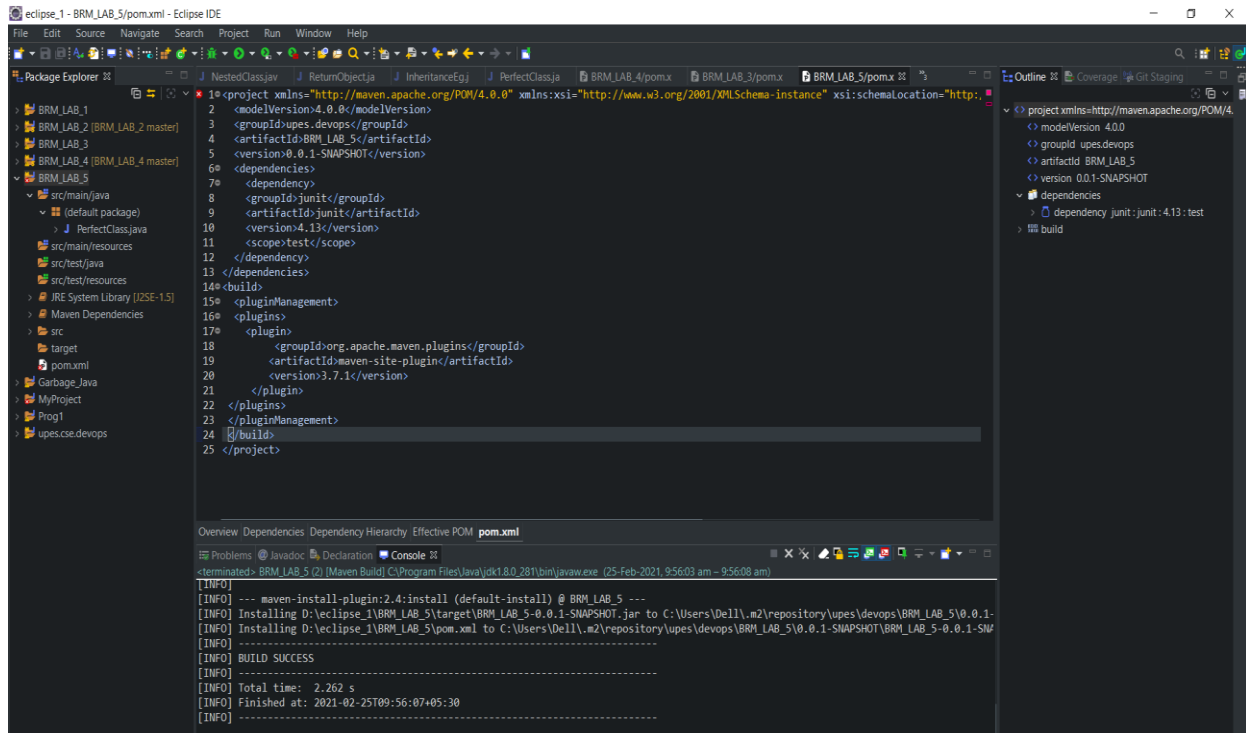 eclipse_1 - BRM_LAB_5/pom.xml - Eclipse IDE
File Edit Source Navigate Search Project Run Window Help
Package Explorer
BRM_LAB_1
BRM_LAB_2 [BRM_LAB_2 master]
BRM_LAB_3
BRM_LAB_4 [BRM_LAB_4 master]
BRM_LAB_5
src/main/java
(default package)
PerfectClass.java
src/main/resources
src/test/java
src/test/resources
JRE System Library [J2SE-1.5]
Maven Dependencies
src
target
pom.xml
Garbage_Java
MyProject
Prog1
upes.cse.devops
NestedClass.jav ReturnObject.ja InheritanceEg.j PerfectClass.ja BRM_LAB_4/pom.x BRM_LAB_3/pom.x BRM_LAB_5/pom.x
1 <project xmlns="http://maven.apache.org/POM/4.0.0" xmlns:xsi="http://www.w3.org/2001/XMLSchema-instance" xsi:schemaLocation="http:
2 <modelVersion>4.0.0</modelVersion>
3 <groupId>upes.devops</groupId>
4 <artifactId>BRM_LAB_5</artifactId>
5 <version>0.0.1-SNAPSHOT</version>
6 <dependencies>
7 <dependency>
8 <groupId>junit</groupId>
9 <artifactId>junit</artifactId>
10 <version>4.13</version>
11 <scope>test</scope>
12 </dependency>
13 </dependencies>
14 <build>
15 <pluginManagement>
16 <plugins>
17 <plugin>
18 <groupId>org.apache.maven.plugins</groupId>
19 <artifactId>maven-site-plugin</artifactId>
20 <version>3.7.1</version>
21 </plugin>
22 </plugins>
23 </pluginManagement>
24 </build>
25 </project>
Overview Dependencies Dependency Hierarchy Effective POM pom.xml
Problems @ Javadoc Declaration Console
<terminated> BRM_LAB_5 (2) [Maven Build] C:\Program Files\Java\jdk1.8.0_281\bin\javaw.exe (25-Feb-2021, 9:56:03 am – 9:56:08 am)
[INFO]
[INFO] --- maven-install-plugin:2.4:install (default-install) @ BRM_LAB_5 ---
[INFO] Installing D:\eclipse_1\BRM_LAB_5\target\BRM_LAB_5-0.0.1-SNAPSHOT.jar to C:\Users\Dell\.m2\repository\upes\devops\BRM_LAB_5\0.0.1-
[INFO] Installing D:\eclipse_1\BRM_LAB_5\pom.xml to C:\Users\Dell\.m2\repository\upes\devops\BRM_LAB_5\0.0.1-SNAPSHOT\BRM_LAB_5-0.0.1-SNA
[INFO] ------------------------------------------------------------------------
[INFO] BUILD SUCCESS
[INFO] ------------------------------------------------------------------------
[INFO] Total time: 2.262 s
[INFO] Finished at: 2021-02-25T09:56:07+05:30
[INFO] ------------------------------------------------------------------------
Outline Coverage Git Staging
project xmlns=http://maven.apache.org/POM/4.
modelVersion 4.0.0
groupId upes.devops
artifactId BRM_LAB_5
version 0.0.1-SNAPSHOT
dependencies
dependency junit : junit : 4.13 : test
build